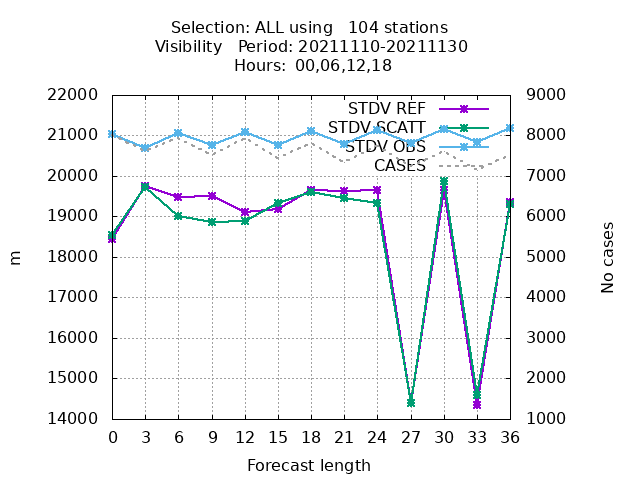 Selection: ALL using   104 stations
Visibility   Period: 20211110-20211130
Hours:  00,06,12,18
22000
21000
20000
19000
18000
17000
16000
15000
14000
9000
8000
7000
6000
5000
4000
3000
2000
1000
STDV REF
STDV SCATT
STDV OBS
CASES
m
No cases
0 3 6 9 12 15 18 21 24 27 30 33 36
Forecast length